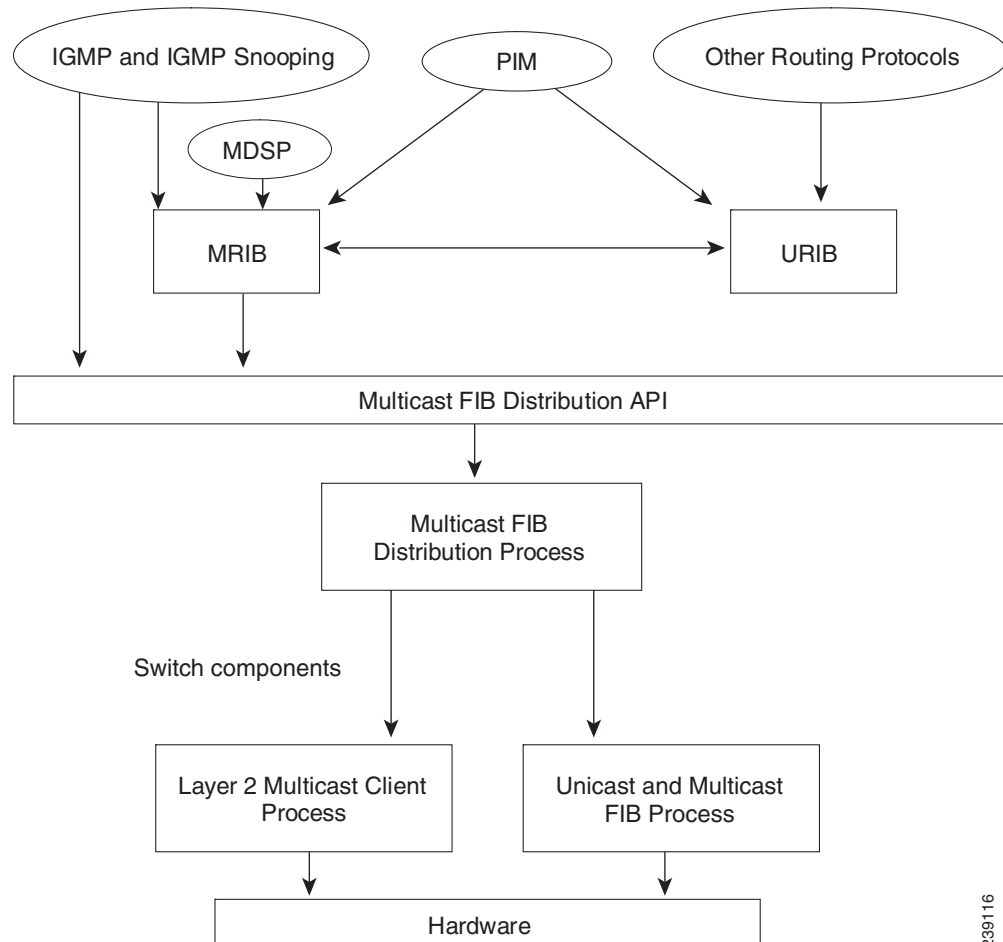 IGMP and IGMP Snooping
PIM
Other Routing Protocols
MDSP
MRIB
URIB
Multicast FIB Distribution API
Multicast FIB
Distribution Process
Switch components
Layer 2 Multicast Client
Process
Unicast and Multicast
FIB Process
Hardware
239116